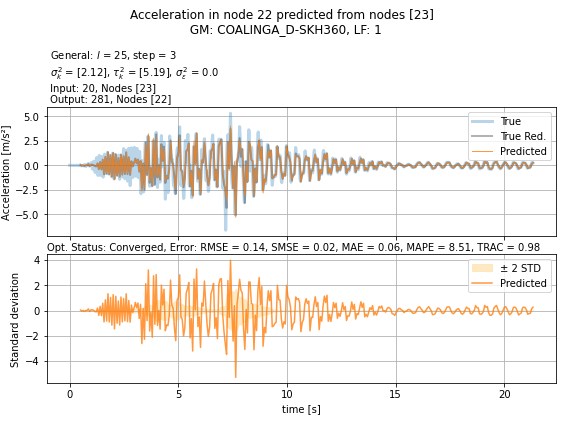 Acceleration in node 22 predicted from nodes [23]
GM: COALINGA_D-SKH360, LF: 1
General: l = 25, step = 3
σ²ₖ = [2.12], τ²ₖ = [5.19], σ²ε = 0.0
Input: 20, Nodes [23]
Output: 281, Nodes [22]
Acceleration [m/s²]
5.0
2.5
0.0
−2.5
−5.0
True
True Red.
Predicted
Opt. Status: Converged, Error: RMSE = 0.14, SMSE = 0.02, MAE = 0.06, MAPE = 8.51, TRAC = 0.98
Standard deviation
4
2
0
−2
−4
± 2 STD
Predicted
0
5
10
15
20
time [s]